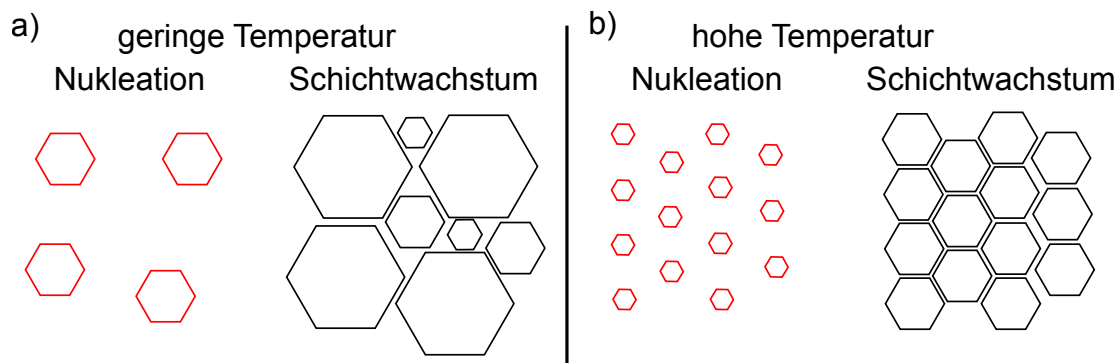 a)
geringe Temperatur
Nukleation
Schichtwachstum
b)
hohe Temperatur
Nukleation
Schichtwachstum